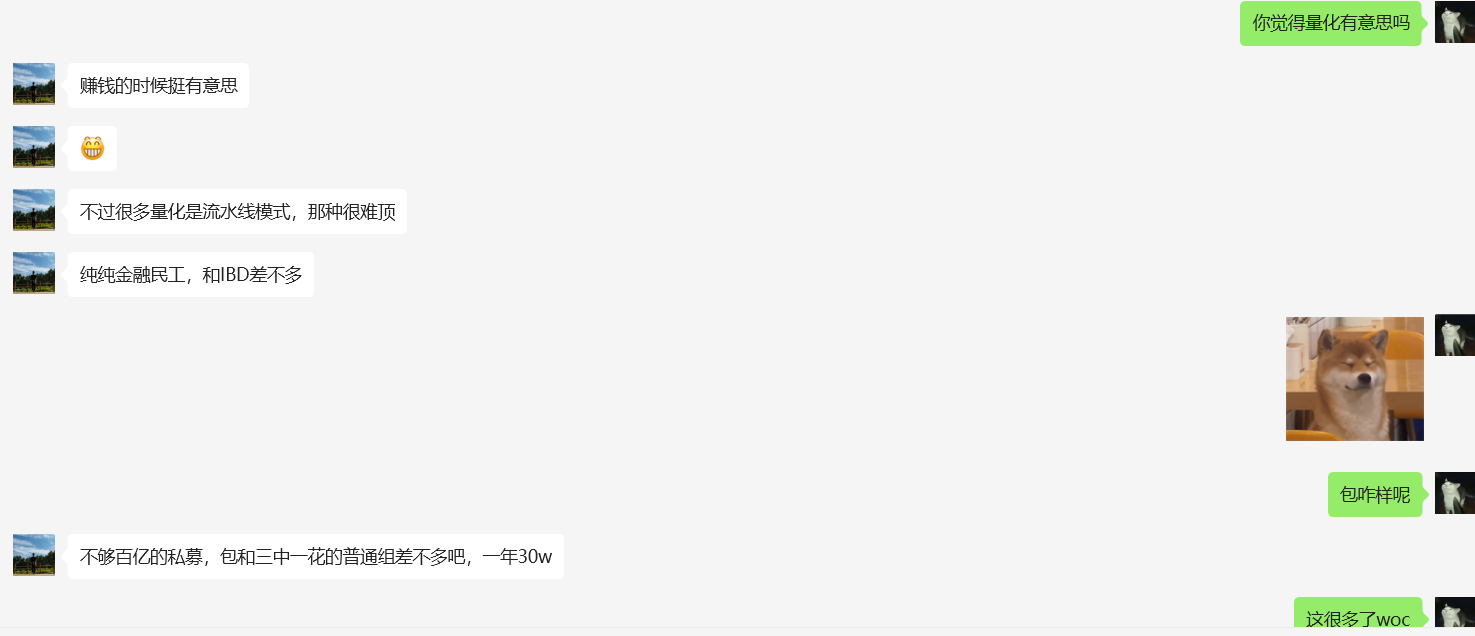 你觉得量化有意思吗
赚钱的时候挺有意思
😁
不过很多量化是流水线模式，那种很难顶
纯纯金融民工，和IBD差不多
包咋样呢
不够百亿的私募，包和三中一花的普通组差不多吧，一年30w
这很多了woc